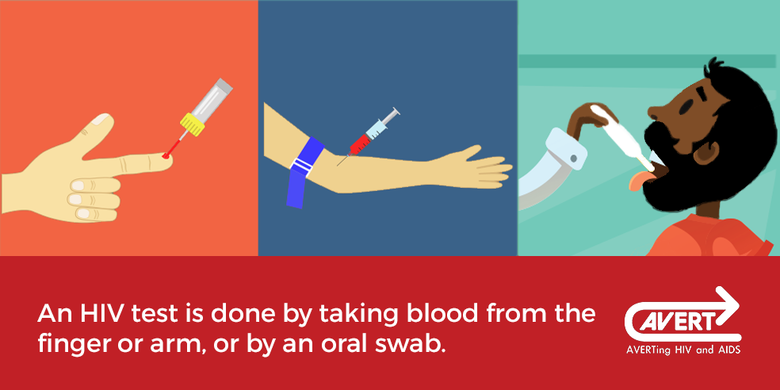 An HIV test is done by taking blood from the
finger or arm, or by an oral swab.
AVERT
AVERTing HIV and AIDS